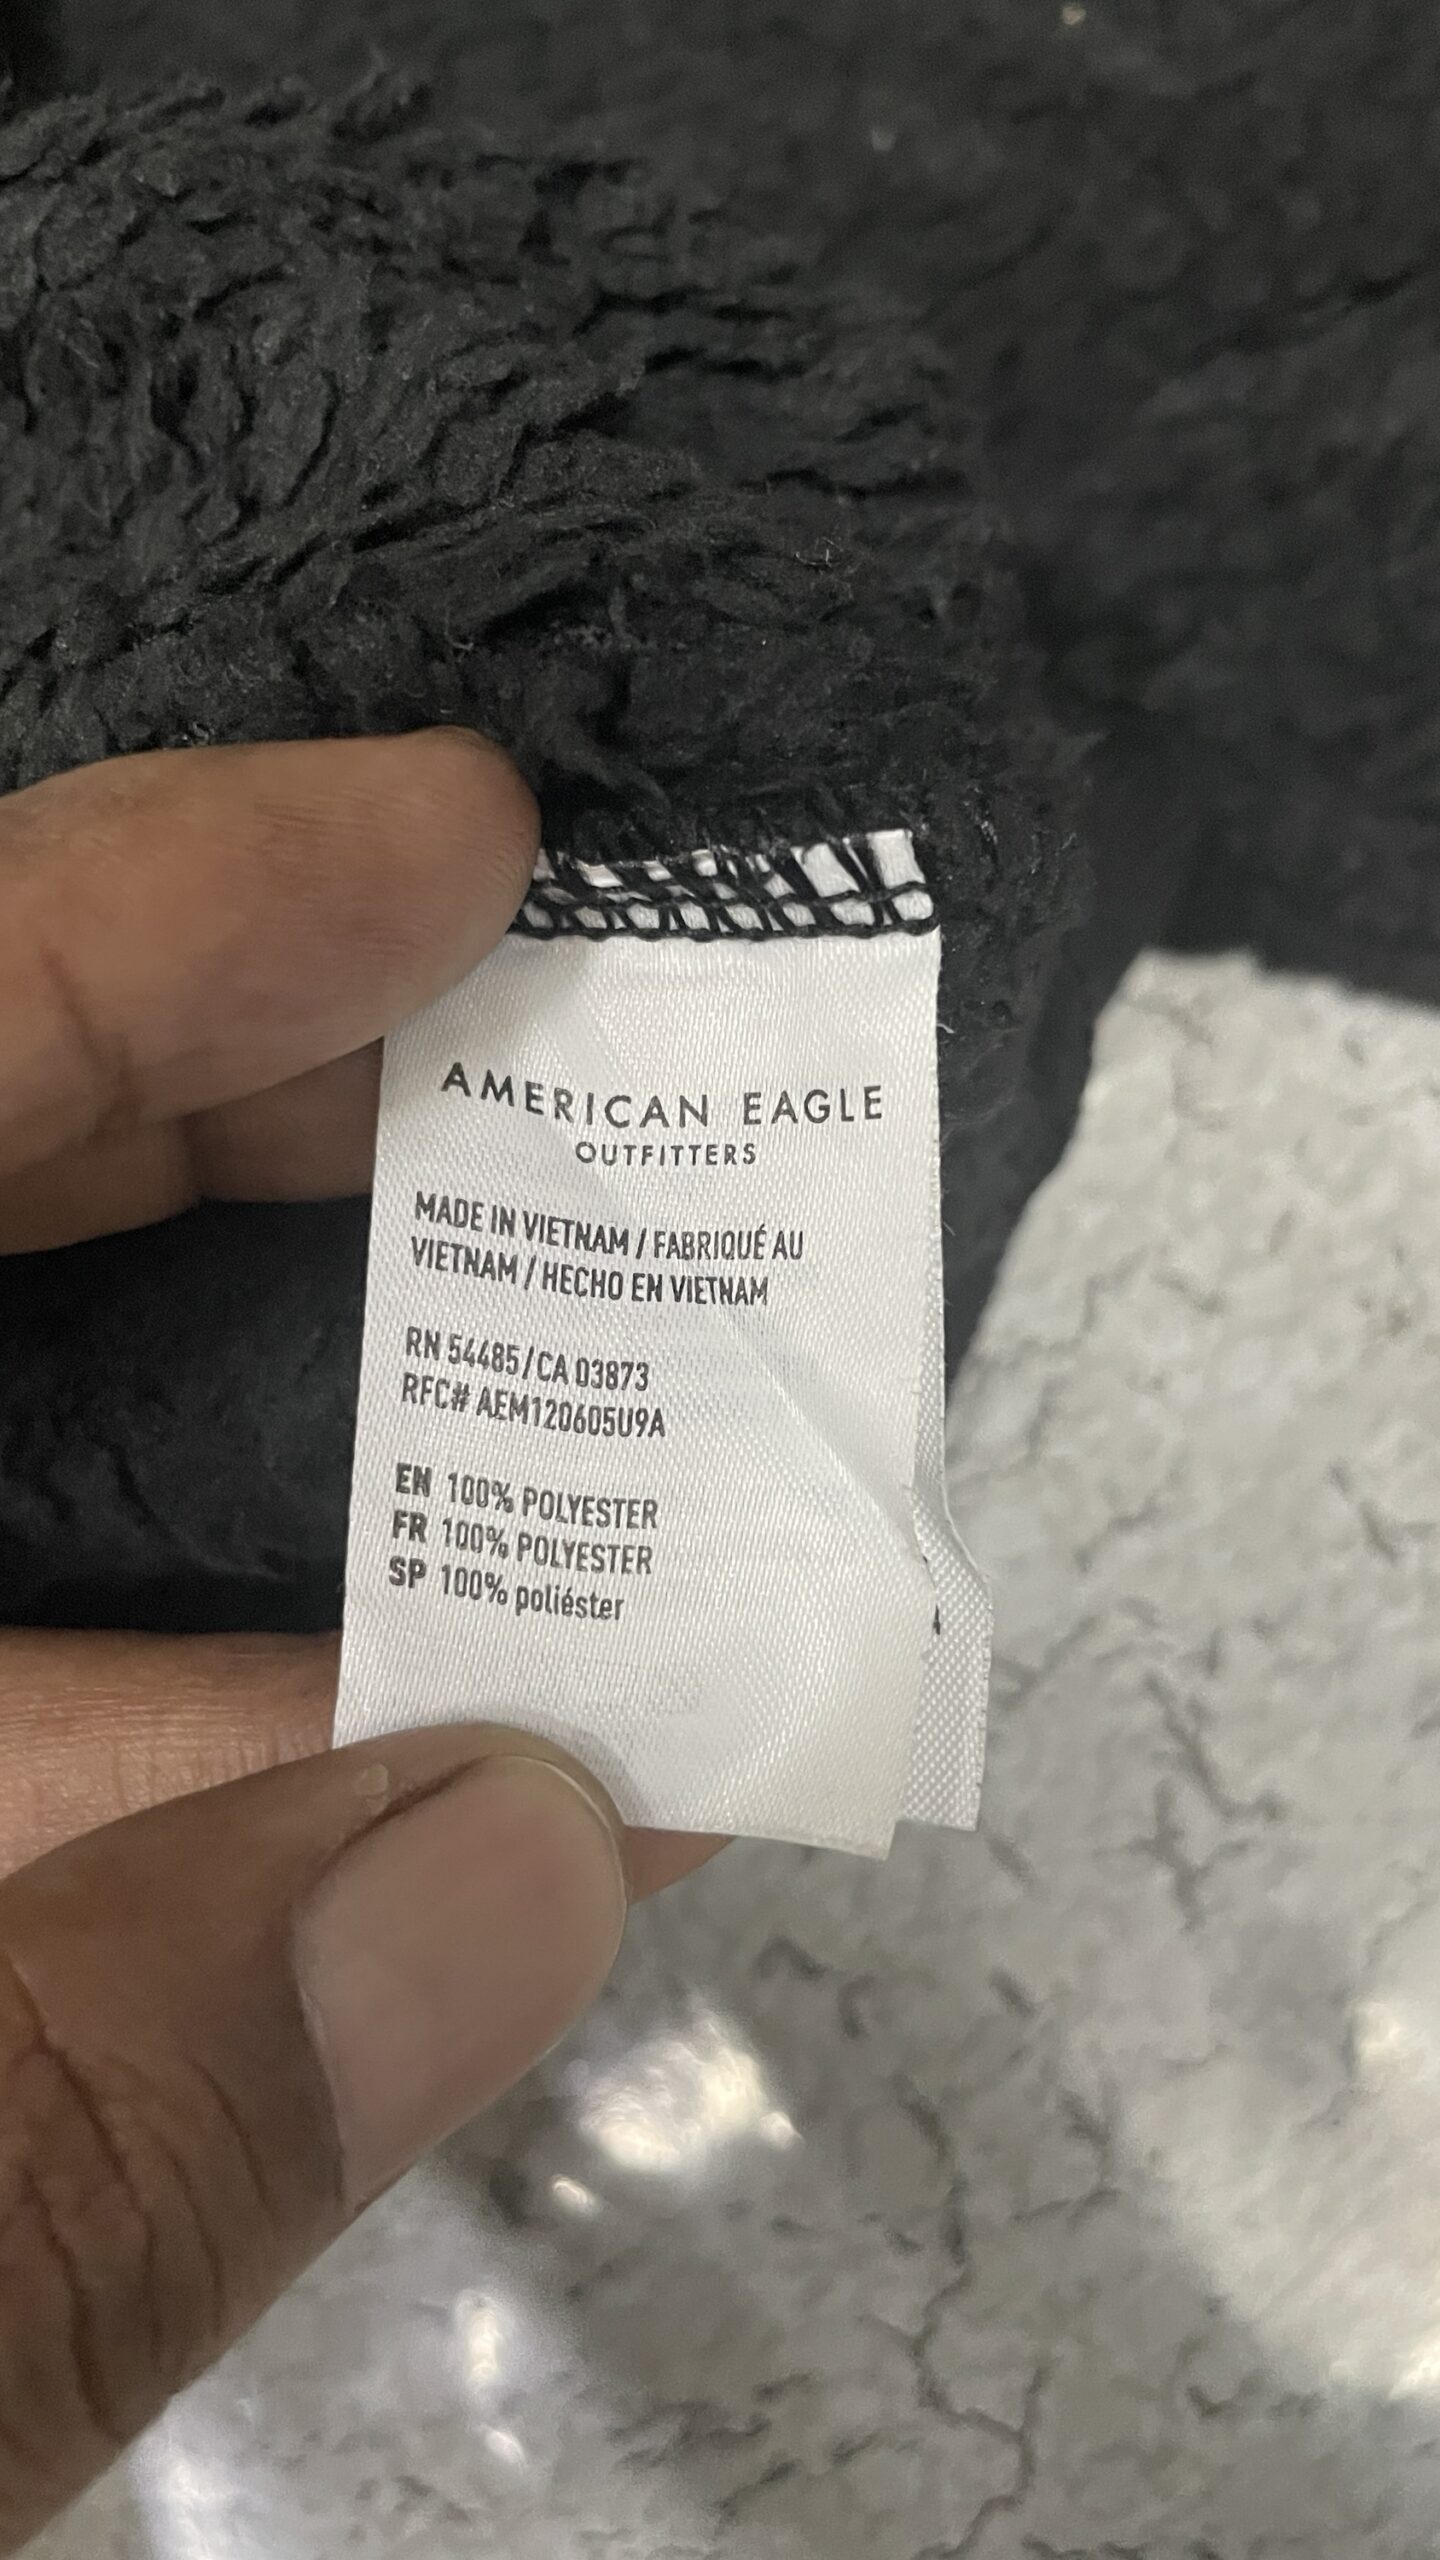 AMERICAN EAGLE
OUTFITTERS
MADE IN VIETNAM / FABRIQUÉ AU
VIETNAM / HECHO EN VIETNAM
RN 54485/CA 03873
RFC# AEM120605U9A
EN 100% POLYESTER
FR 100% POLYESTER
SP 100% poliéster